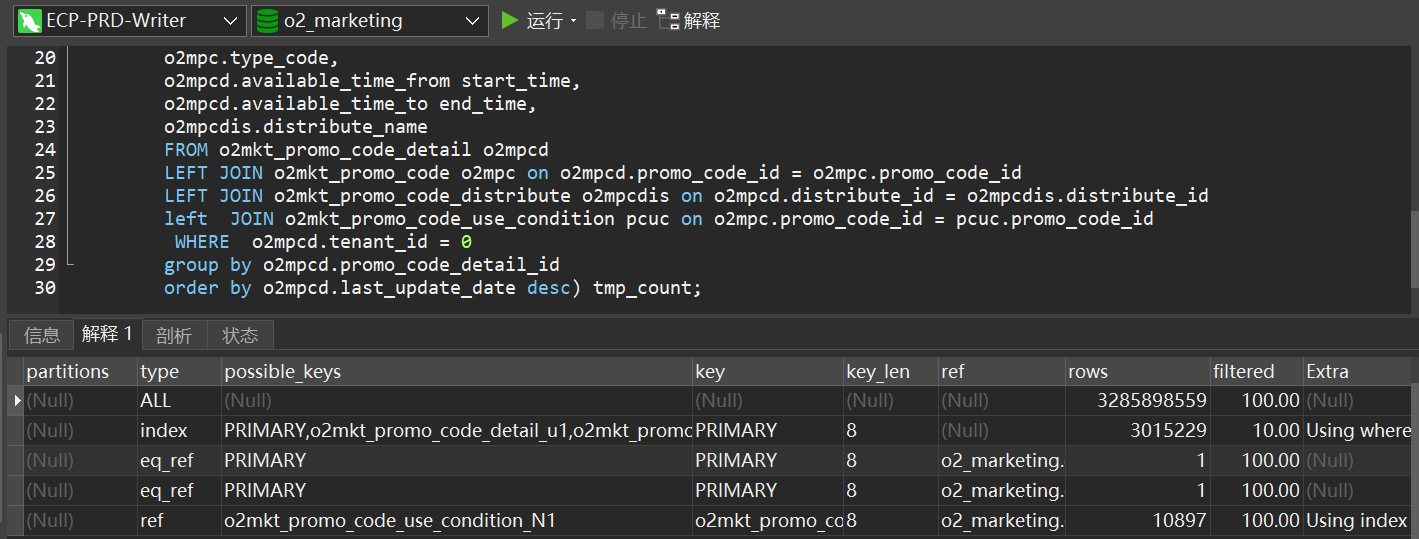 ECP-PRD-Writer o2_marketing 运行 停止 解释
20 o2mpc.type_code,
21 o2mpcd.available_time_from start_time,
22 o2mpcd.available_time_to end_time,
23 o2mpcdis.distribute_name
24 FROM o2mkt_promo_code_detail o2mpcd
25 LEFT JOIN o2mkt_promo_code o2mpc on o2mpcd.promo_code_id = o2mpc.promo_code_id
26 LEFT JOIN o2mkt_promo_code_distribute o2mpcdis on o2mpcd.distribute_id = o2mpcdis.distribute_id
27 left  JOIN o2mkt_promo_code_use_condition pcuc on o2mpc.promo_code_id = pcuc.promo_code_id
28 WHERE  o2mpcd.tenant_id = 0
29 group by o2mpcd.promo_code_detail_id
30 order by o2mpcd.last_update_date desc) tmp_count;
信息 解释 1 剖析 状态
partitions type possible_keys key key_len ref rows filtered Extra
(Null) ALL (Null) (Null) (Null) (Null) 3285898559 100.00 (Null)
(Null) index PRIMARY,o2mkt_promo_code_detail_u1,o2mkt_promo PRIMARY 8 (Null) 3015229 10.00 Using where
(Null) eq_ref PRIMARY PRIMARY 8 o2_marketing. 1 100.00 (Null)
(Null) eq_ref PRIMARY PRIMARY 8 o2_marketing. 1 100.00 (Null)
(Null) ref o2mkt_promo_code_use_condition_N1 o2mkt_promo_co 8 o2_marketing. 10897 100.00 Using index